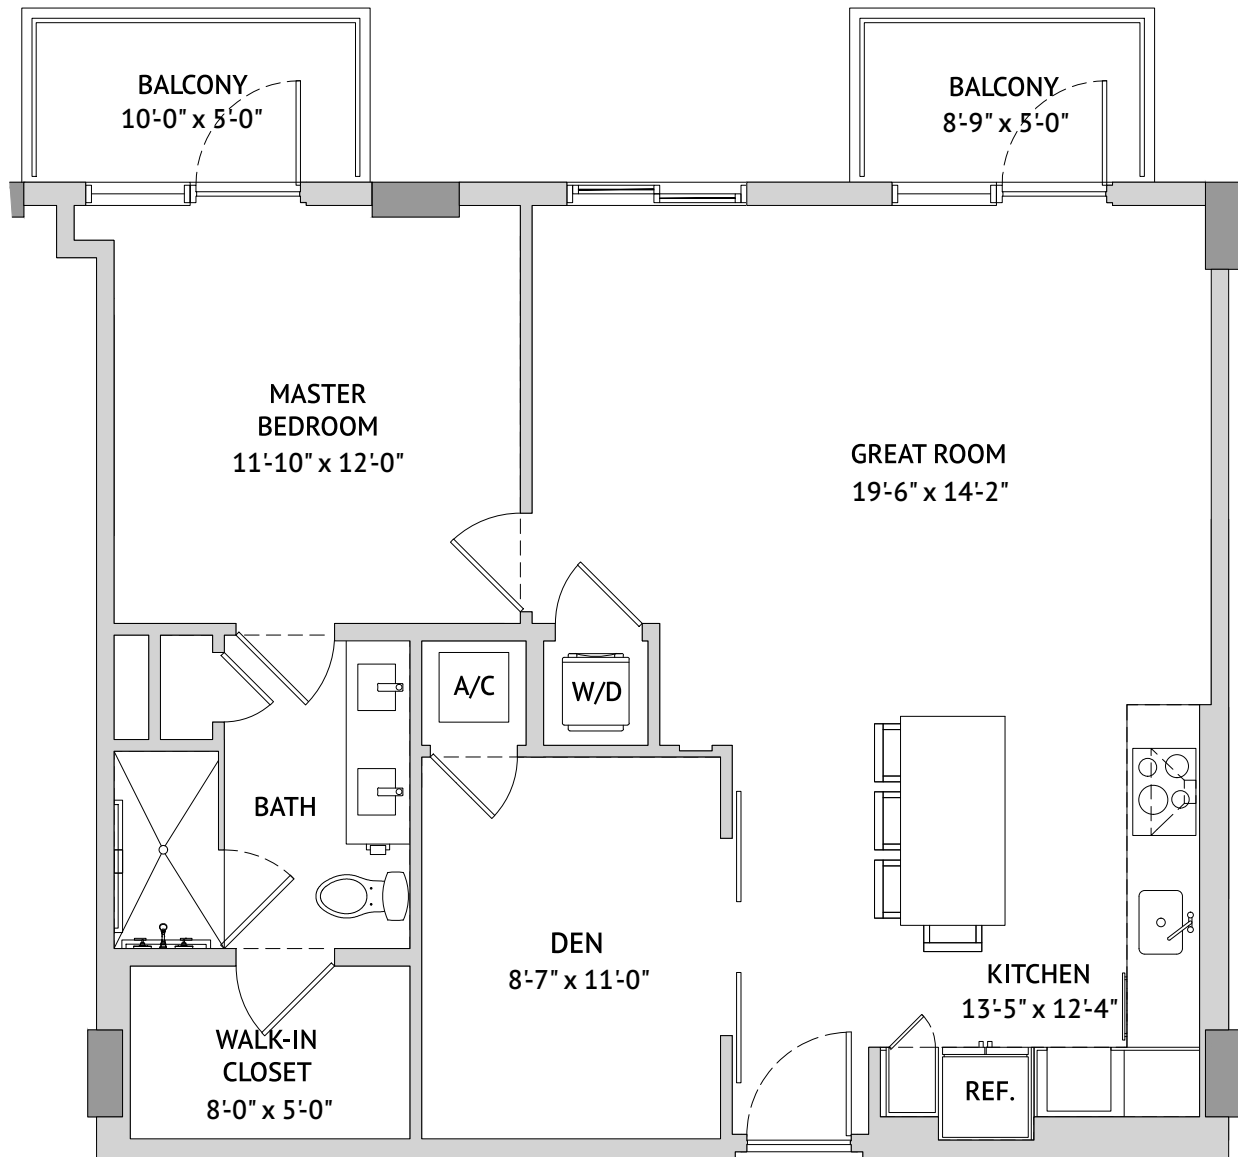 BALCONY
10'-0" x 5'-0"
BALCONY
8'-9" x 5'-0"
MASTER
BEDROOM
11'-10" x 12'-0"
GREAT ROOM
19'-6" x 14'-2"
A/C
W/D
BATH
DEN
8'-7" x 11'-0"
KITCHEN
13'-5" x 12'-4"
WALK-IN
CLOSET
8'-0" x 5'-0"
REF.